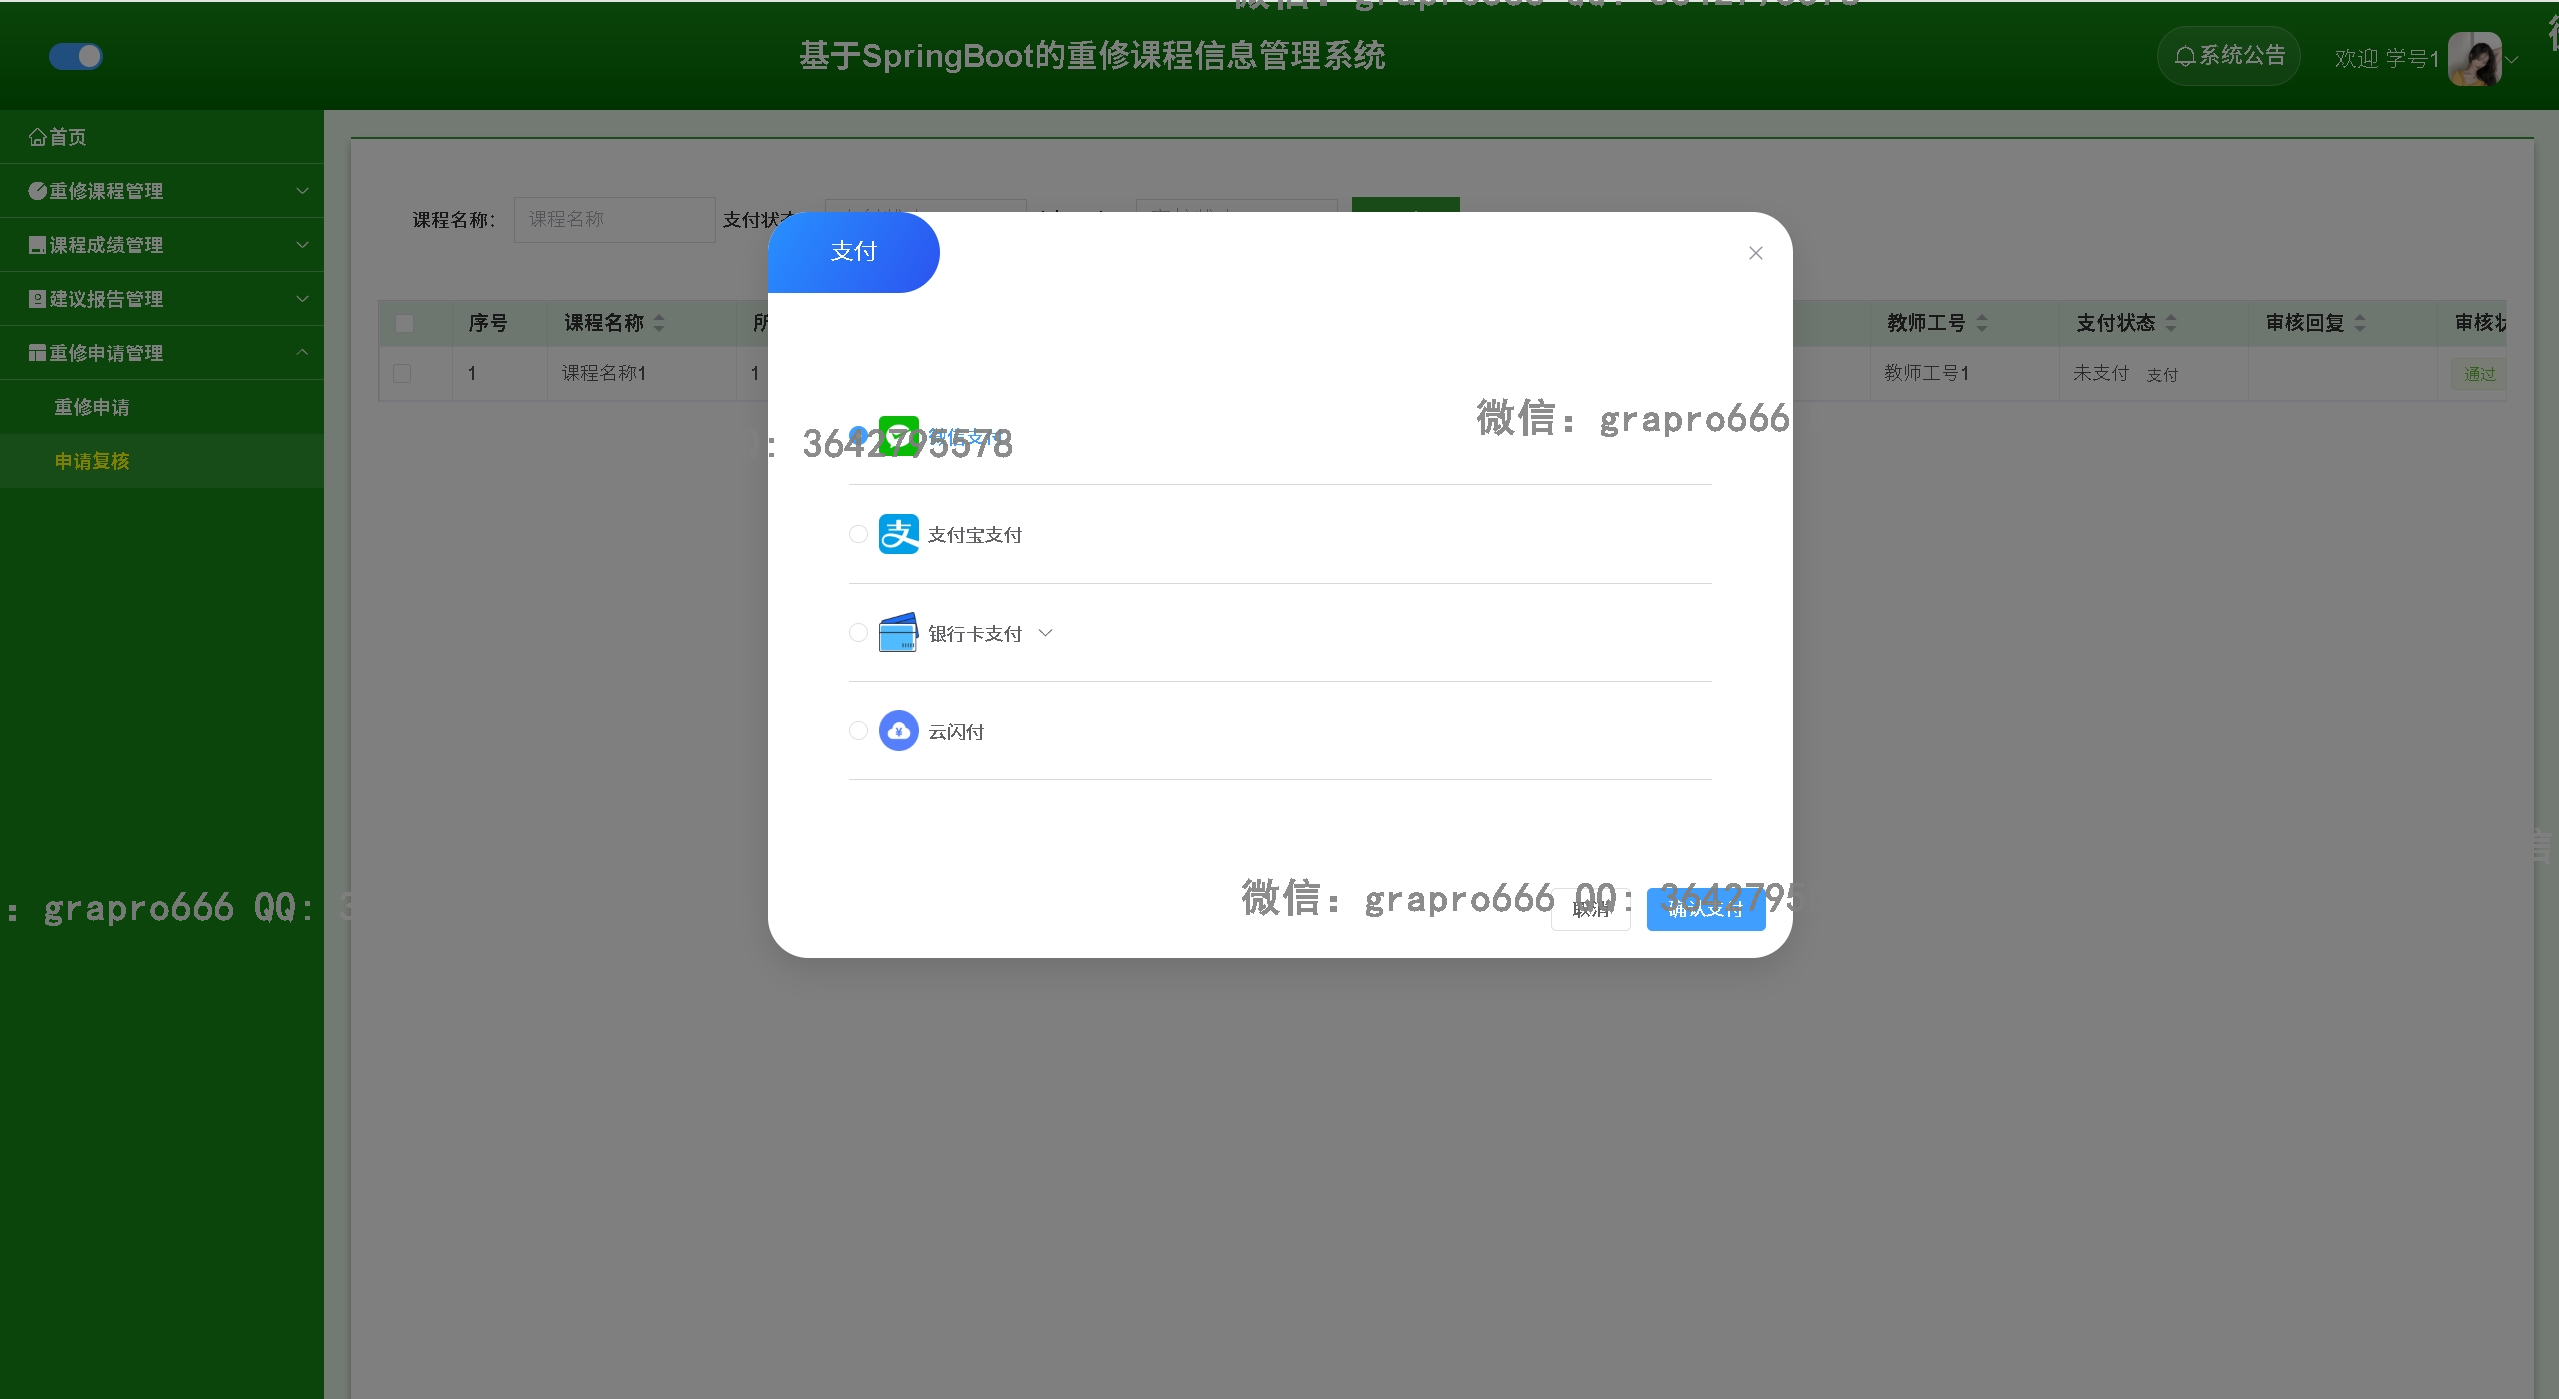 基于SpringBoot的重修课程信息管理系统
系统公告
欢迎 学号1
首页
重修课程管理
课程成绩管理
建议报告管理
重修申请管理
重修申请
申请复核
课程名称：
课程名称
支付状
支付
序号 课程名称 教师工号 支付状态 审核回复 审核状
1 课程名称1 1 教师工号1 未支付 支付 通过
微信支付
支付宝支付
银行卡支付
云闪付
取消 确认支付
微信：grapro666
：3642795578
微信：grapro666 QQ：3642795
：grapro666 QQ：3